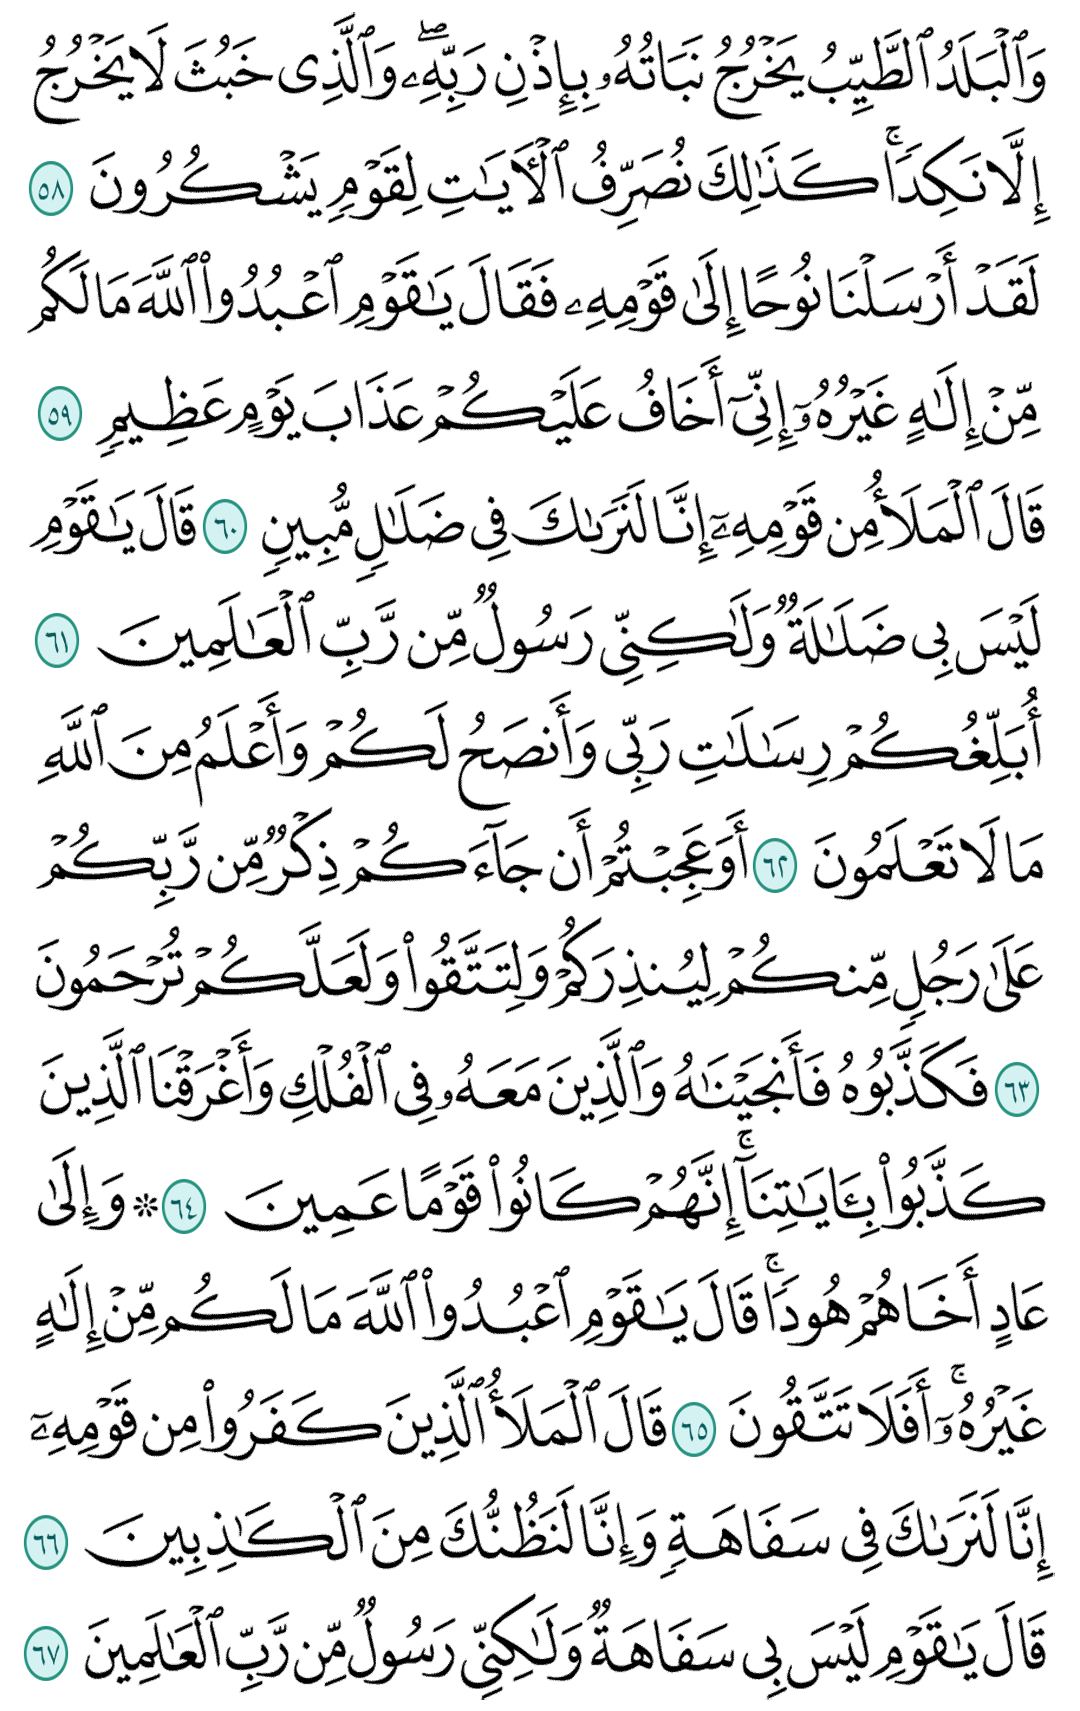 وَٱلْبَلَدُ ٱلطَّيِّبُ يَخْرُجُ نَبَاتُهُۥ بِإِذْنِ رَبِّهِۦ ۖ وَٱلَّذِى خَبُثَ لَا يَخْرُجُ
إِلَّا نَكِدًا ۚ كَذَٰلِكَ نُصَرِّفُ ٱلْـَٔايَـٰتِ لِقَوْمٍ يَشْكُرُونَ ٥٨
لَقَدْ أَرْسَلْنَا نُوحًا إِلَىٰ قَوْمِهِۦ فَقَالَ يَـٰقَوْمِ ٱعْبُدُوا۟ ٱللَّهَ مَا لَكُم
مِّنْ إِلَـٰهٍ غَيْرُهُۥٓ إِنِّىٓ أَخَافُ عَلَيْكُمْ عَذَابَ يَوْمٍ عَظِيمٍ ٥٩
قَالَ ٱلْمَلَأُ مِن قَوْمِهِۦٓ إِنَّا لَنَرَىٰكَ فِى ضَلَـٰلٍ مُّبِينٍ ٦٠ قَالَ يَـٰقَوْمِ
لَيْسَ بِى ضَلَـٰلَةٌ وَلَـٰكِنِّى رَسُولٌ مِّن رَّبِّ ٱلْعَـٰلَمِينَ ٦١
أُبَلِّغُكُمْ رِسَـٰلَـٰتِ رَبِّى وَأَنصَحُ لَكُمْ وَأَعْلَمُ مِنَ ٱللَّهِ
مَا لَا تَعْلَمُونَ ٦٢ أَوَعَجِبْتُمْ أَن جَآءَكُمْ ذِكْرٌ مِّن رَّبِّكُمْ
عَلَىٰ رَجُلٍ مِّنكُمْ لِيُنذِرَكُمْ وَلِتَتَّقُوا۟ وَلَعَلَّكُمْ تُرْحَمُونَ
٦٣ فَكَذَّبُوهُ فَأَنجَيْنَـٰهُ وَٱلَّذِينَ مَعَهُۥ فِى ٱلْفُلْكِ وَأَغْرَقْنَا ٱلَّذِينَ
كَذَّبُوا۟ بِـَٔايَـٰتِنَآ ۚ إِنَّهُمْ كَانُوا۟ قَوْمًا عَمِينَ ٦٤ * وَإِلَىٰ
عَادٍ أَخَاهُمْ هُودًا ۚ قَالَ يَـٰقَوْمِ ٱعْبُدُوا۟ ٱللَّهَ مَا لَكُم مِّنْ إِلَـٰهٍ
غَيْرُهُۥٓ ۚ أَفَلَا تَتَّقُونَ ٦٥ قَالَ ٱلْمَلَأُ ٱلَّذِينَ كَفَرُوا۟ مِن قَوْمِهِۦٓ
إِنَّا لَنَرَىٰكَ فِى سَفَاهَةٍ وَإِنَّا لَنَظُنُّكَ مِنَ ٱلْكَـٰذِبِينَ ٦٦
قَالَ يَـٰقَوْمِ لَيْسَ بِى سَفَاهَةٌ وَلَـٰكِنِّى رَسُولٌ مِّن رَّبِّ ٱلْعَـٰلَمِينَ ٦٧